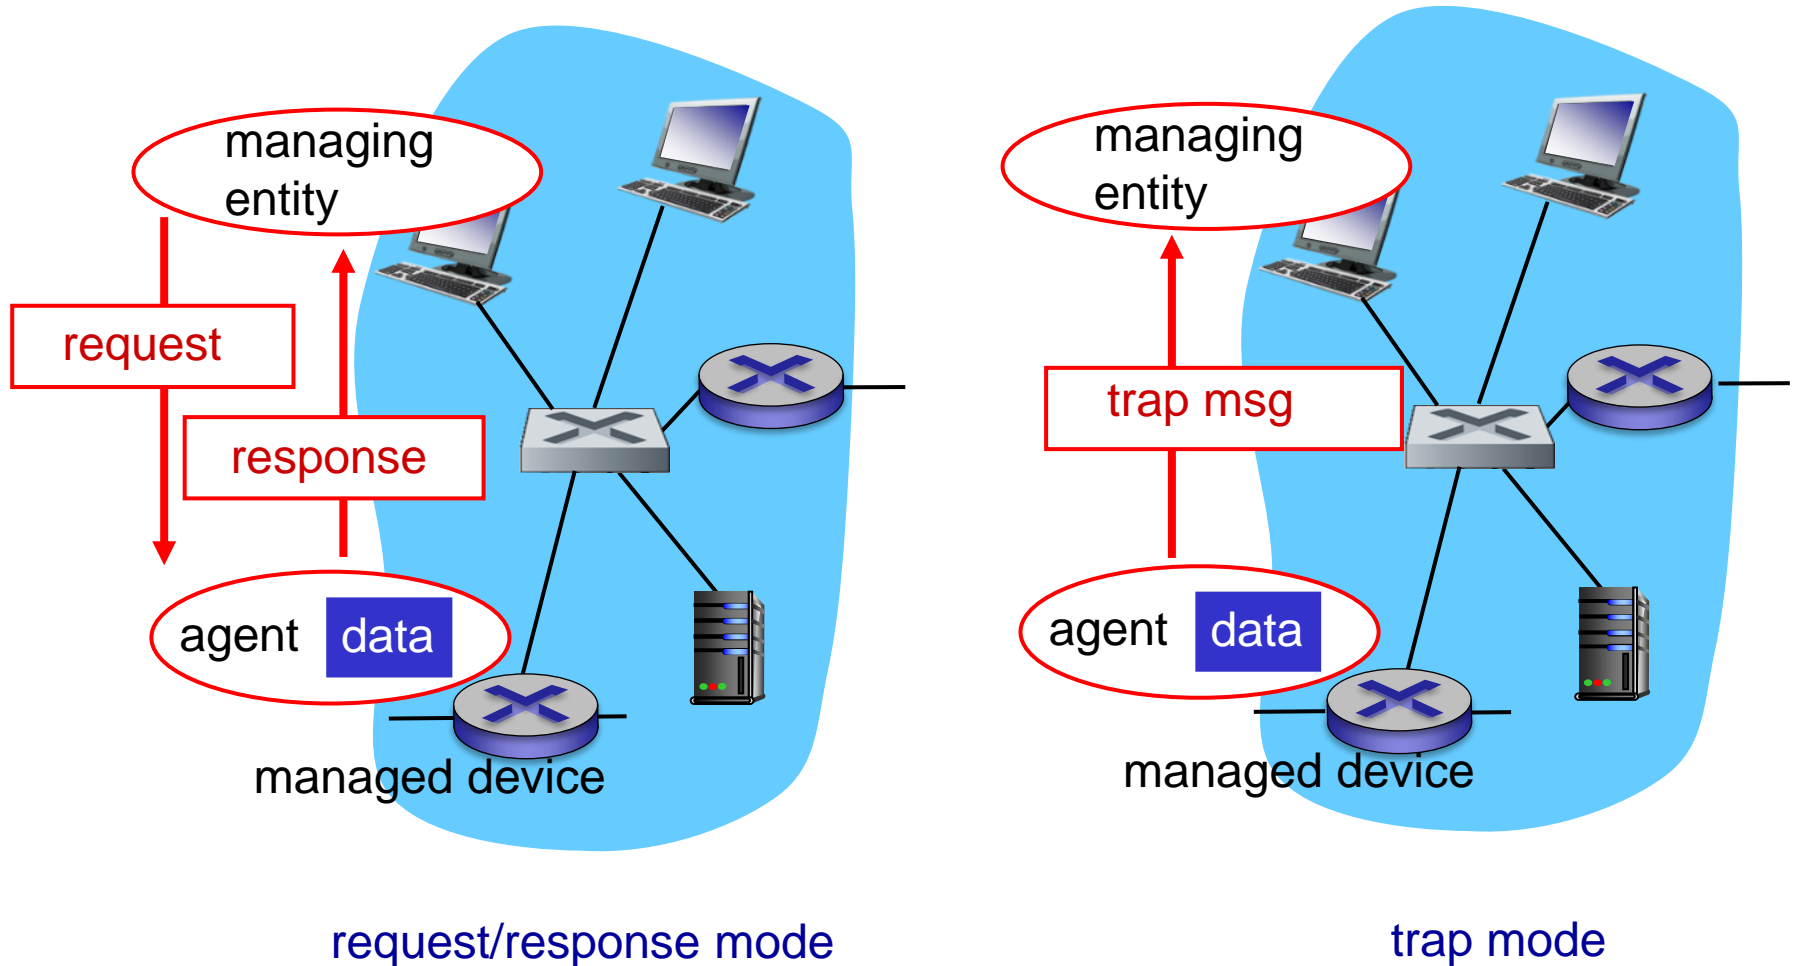 managing
entity
request
response
agent
data
managed device
request/response mode
managing
entity
trap msg
agent
data
managed device
trap mode